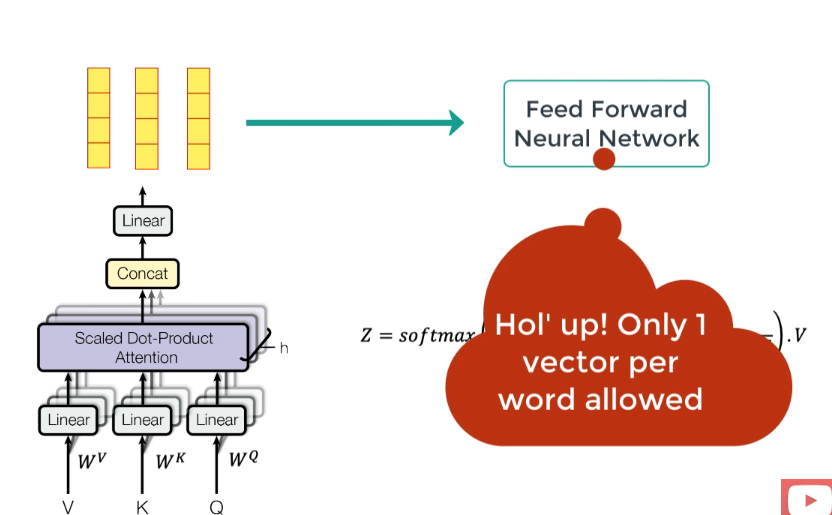 Feed Forward
Neural Network
Linear
Concat
Scaled Dot-Product
Attention
h
Z = softmax
).V
Hol' up! Only 1
vector per
word allowed
Linear
Linear
Linear
W^V
W^K
W^Q
V
K
Q